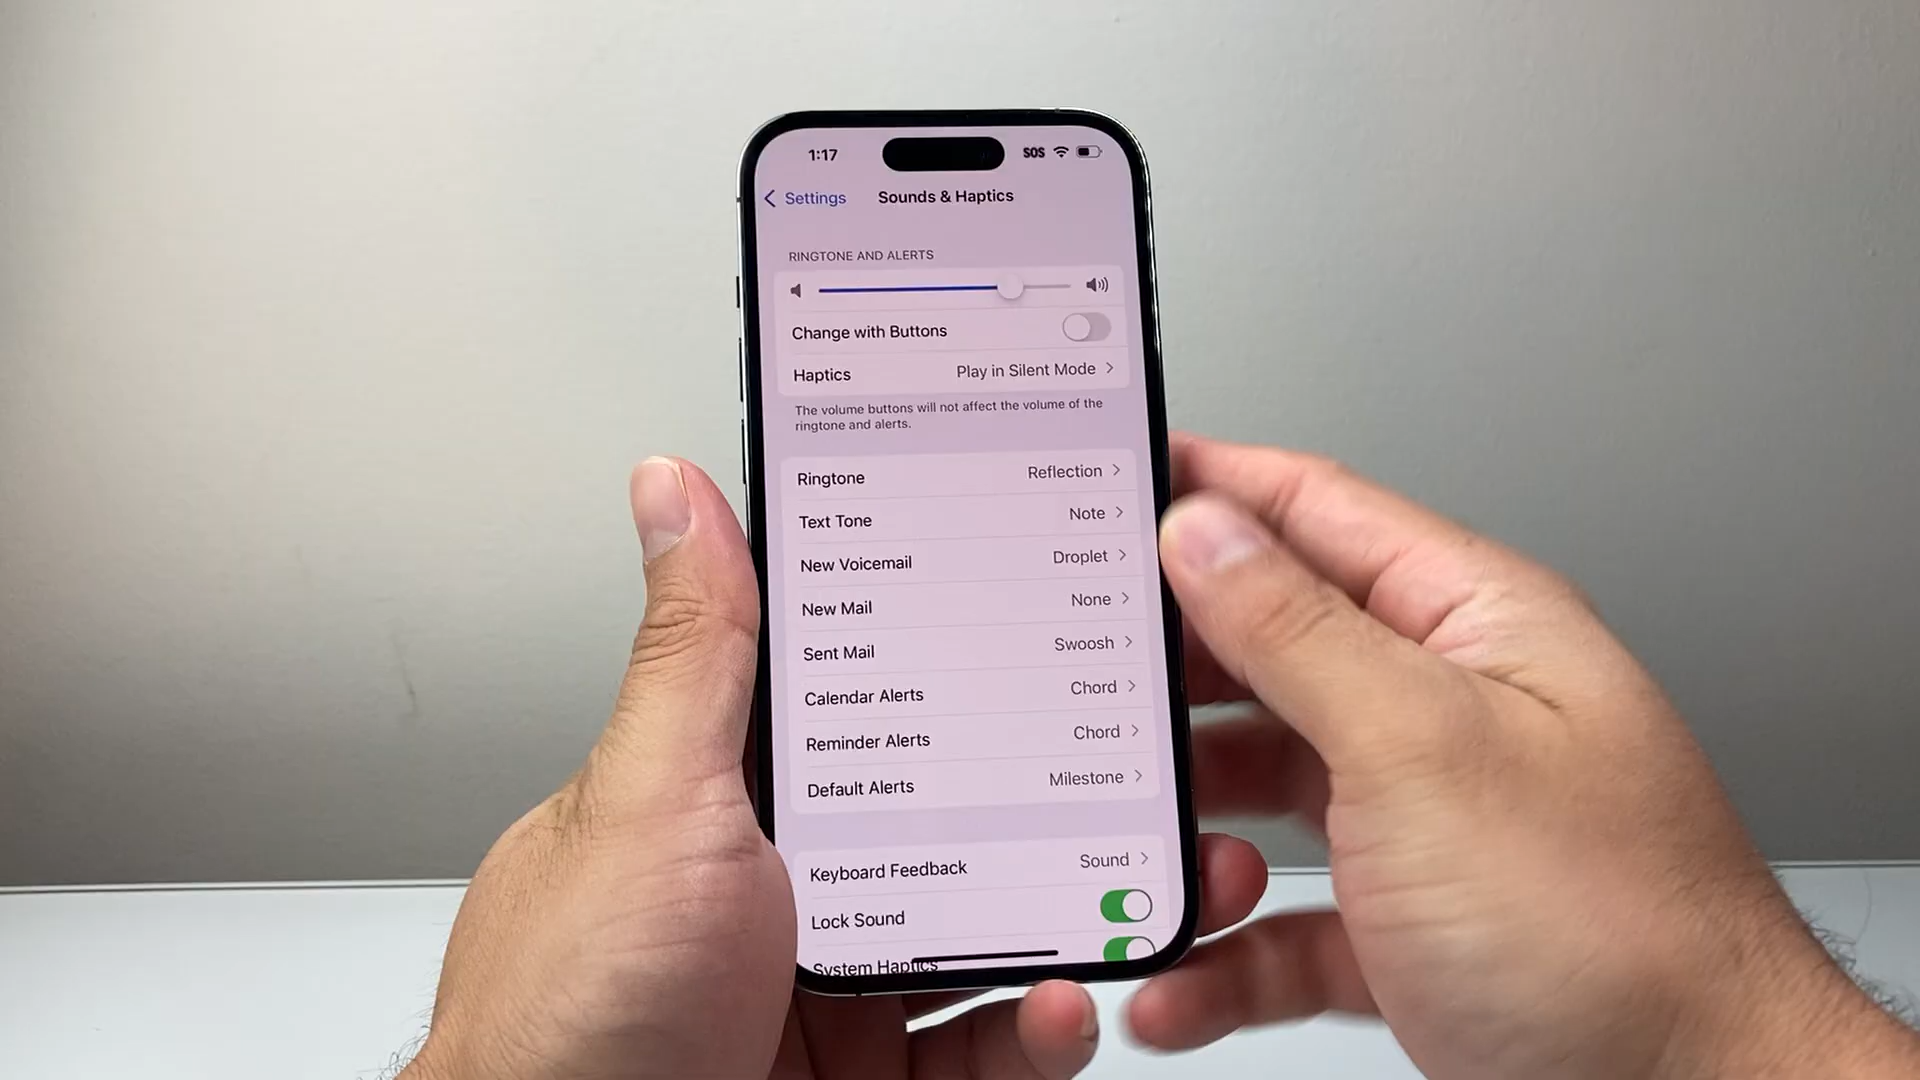 1:17 SOS
Settings Sounds & Haptics
RINGTONE AND ALERTS
Change with Buttons
Haptics Play in Silent Mode
The volume buttons will not affect the volume of the
ringtone and alerts.
Ringtone Reflection
Text Tone Note
New Voicemail Droplet
New Mail None
Sent Mail Swoosh
Calendar Alerts Chord
Reminder Alerts Chord
Default Alerts Milestone
Keyboard Feedback Sound
Lock Sound
System Haptics